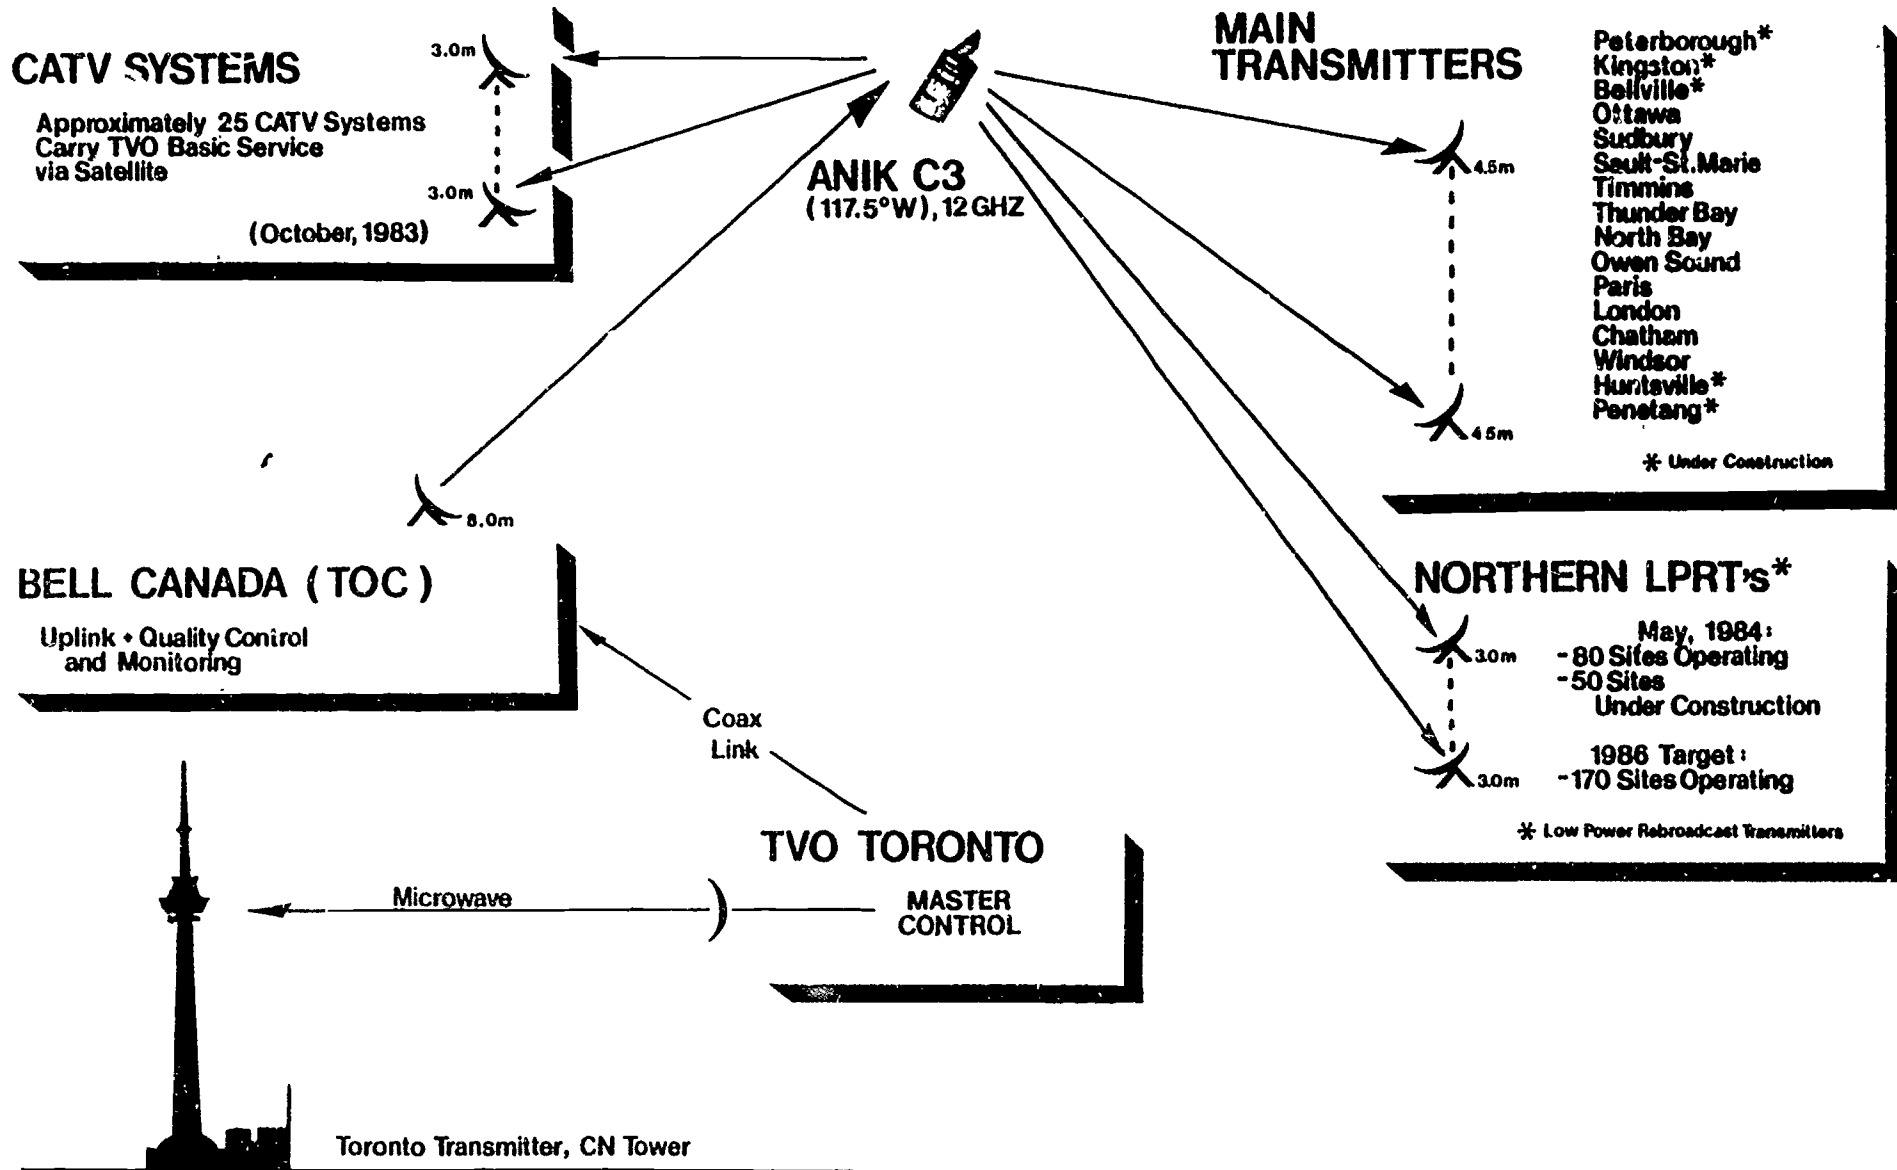 CATV SYSTEMS
Approximately 25 CATV Systems
Carry TVO Basic Service
via Satellite
(October, 1983)
3.0m
3.0m
ANIK C3
(117.5°W), 12 GHZ
MAIN
TRANSMITTERS
4.5m
4.5m
Peterborough*
Kingston*
Bellville*
Ottawa
Sudbury
Sault-St.Marie
Timmins
Thunder Bay
North Bay
Owen Sound
Paris
London
Chatham
Windsor
Huntsville*
Penetang*
* Under Construction
8.0m
BELL CANADA (TOC)
Uplink + Quality Control
and Monitoring
NORTHERN LPRT's*
3.0m
3.0m
May, 1984:
-80 Sites Operating
-50 Sites
Under Construction
1986 Target:
-170 Sites Operating
* Low Power Rebroadcast Transmitters
Coax
Link
TVO TORONTO
MASTER
CONTROL
Microwave
Toronto Transmitter, CN Tower